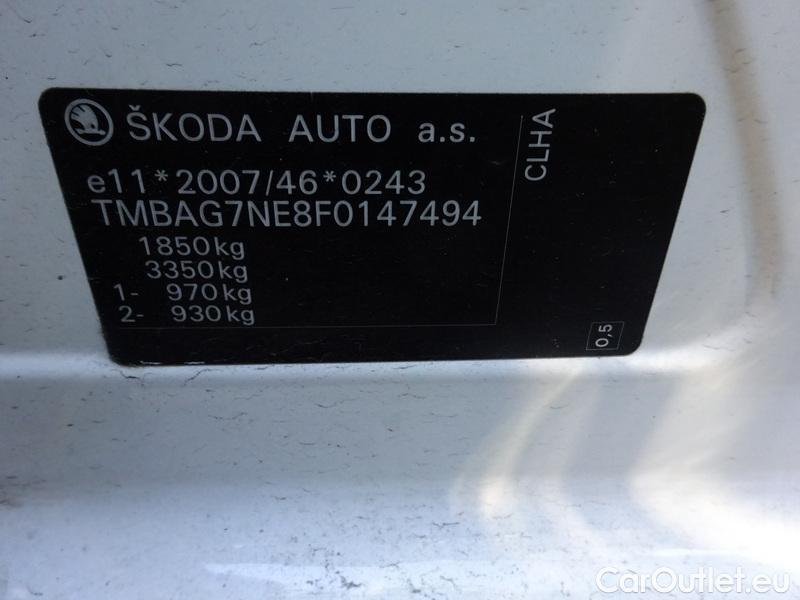 ŠKODA AUTO a.s.
CLHA
e11*2007/46*0243
TMBAG7NE8F0147494
1850kg
3350kg
1- 970kg
2- 930kg
0,5
CarOutlet.eu